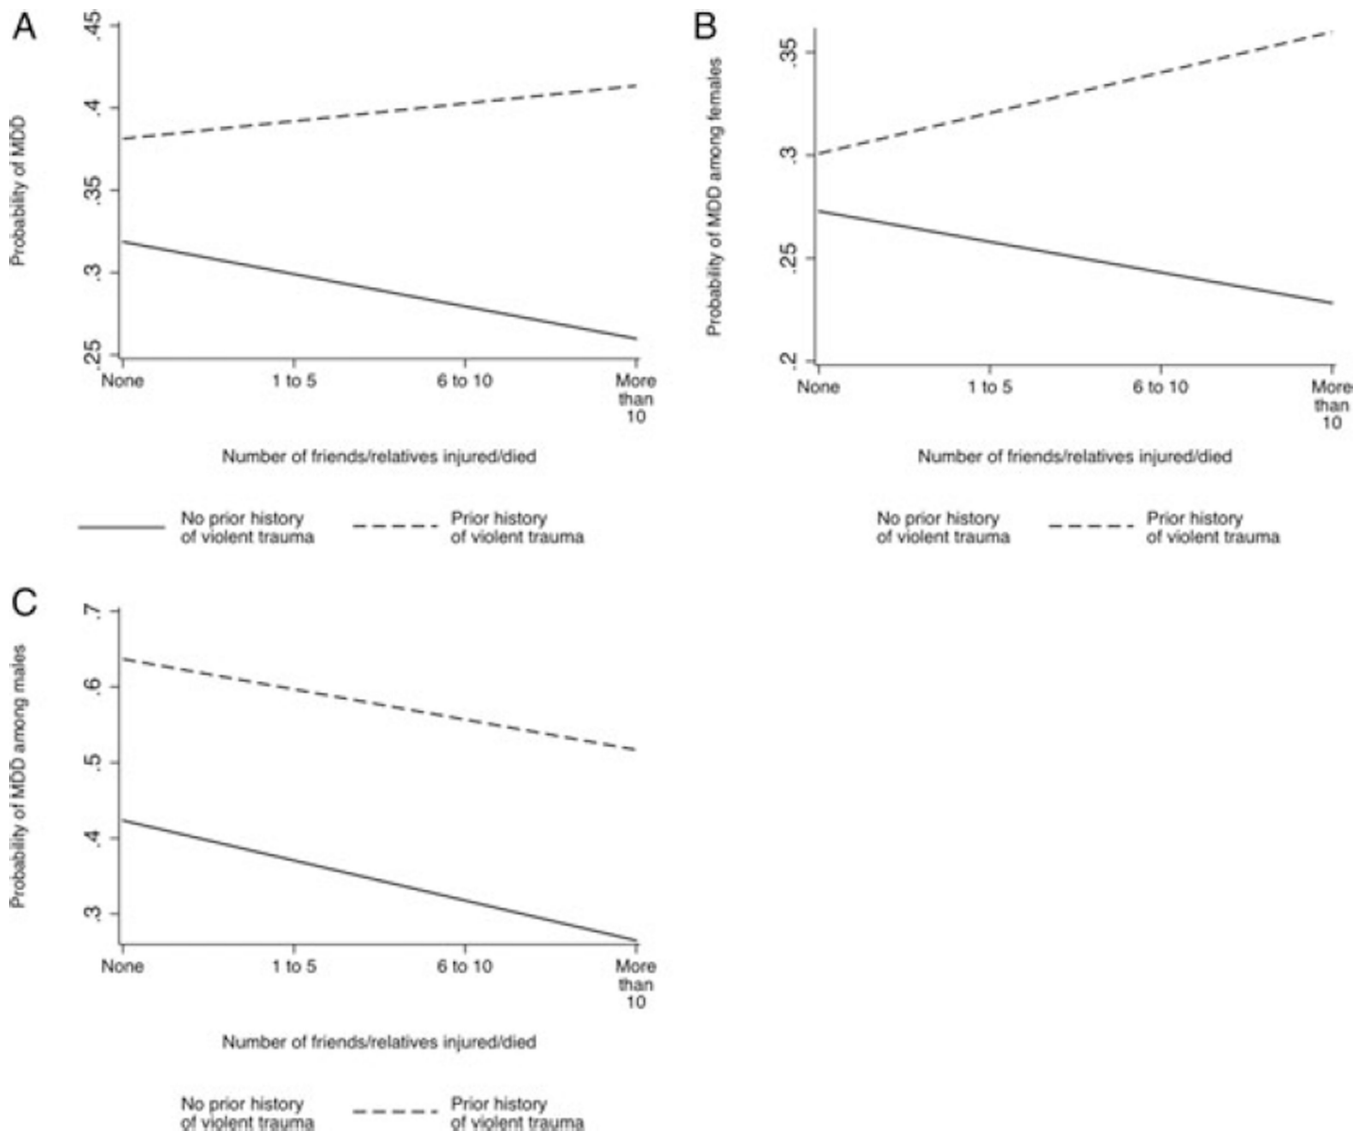 A
Probability of MDD
.45
.4
.35
.3
.25
None
1 to 5
6 to 10
More
than
10
Number of friends/relatives injured/died
No prior history
of violent trauma
Prior history
of violent trauma
B
Probability of MDD among females
.35
.3
.25
.2
None
1 to 5
6 to 10
More
than
10
Number of friends/relatives injured/died
No prior history
of violent trauma
Prior history
of violent trauma
C
Probability of MDD among males
.7
.6
.5
.4
.3
None
1 to 5
6 to 10
More
than
10
Number of friends/relatives injured/died
No prior history
of violent trauma
Prior history
of violent trauma